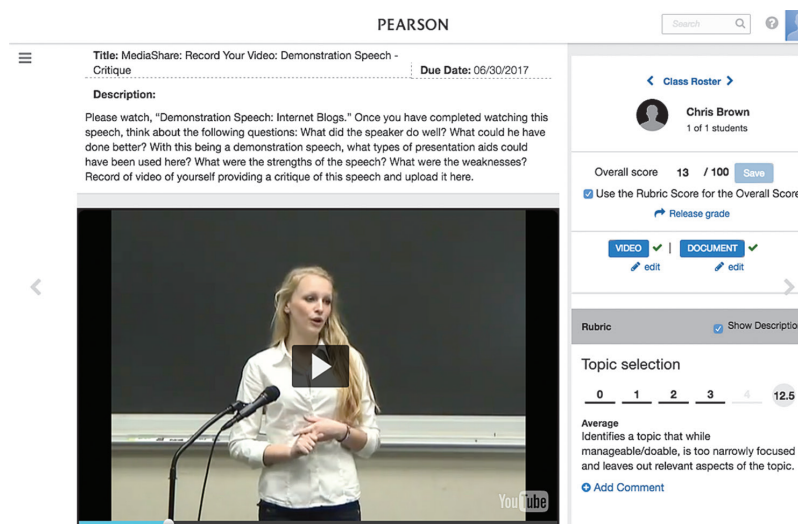 PEARSON
Search
?
Title: MediaShare: Record Your Video: Demonstration Speech -
Critique
Due Date: 06/30/2017
Description:
Please watch, "Demonstration Speech: Internet Blogs." Once you have completed watching this
speech, think about the following questions: What did the speaker do well? What could he have
done better? With this being a demonstration speech, what types of presentation aids could
have been used here? What were the strengths of the speech? What were the weaknesses?
Record of video of yourself providing a critique of this speech and upload it here.
YouTube
Class Roster
Chris Brown
1 of 1 students
Overall score 13 / 100 Save
Use the Rubric Score for the Overall Score
Release grade
VIDEO | DOCUMENT
edit edit
Rubric Show Descriptio
Topic selection
0 1 2 3 4 12.5
Average
Identifies a topic that while
manageable/doable, is too narrowly focused
and leaves out relevant aspects of the topic.
Add Comment